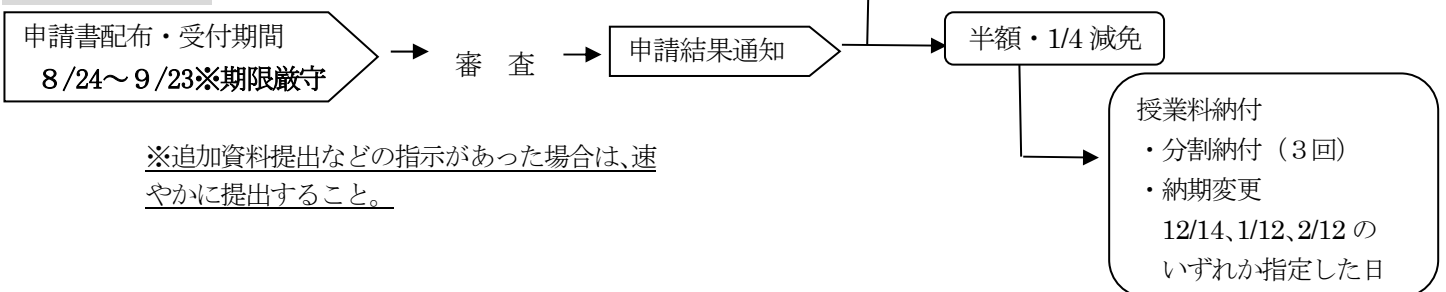 申請書配布・受付期間
8/24～9/23※期限厳守
審 査
申請結果通知
半額・1/4 減免
※追加資料提出などの指示があった場合は、速
やかに提出すること。
授業料納付
・分割納付（3回）
・納期変更
12/14、1/12、2/12 の
いずれか指定した日